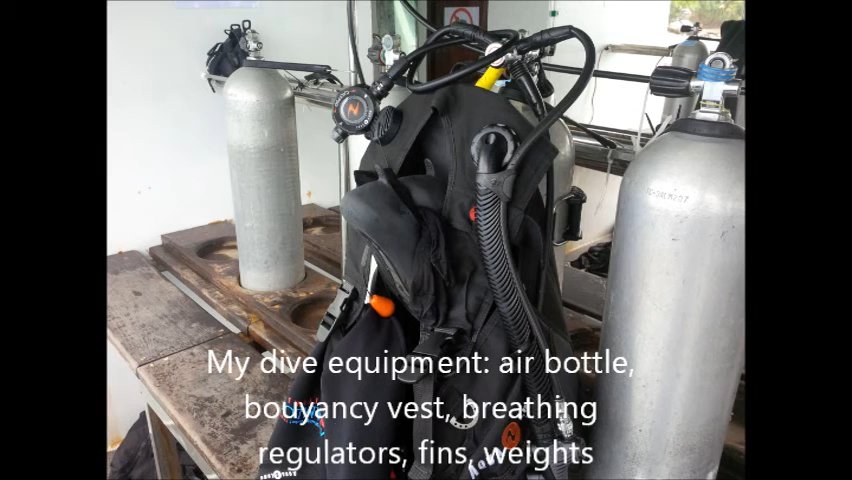 My dive equipment: air bottle,
bouyancy vest, breathing
regulators, fins, weights